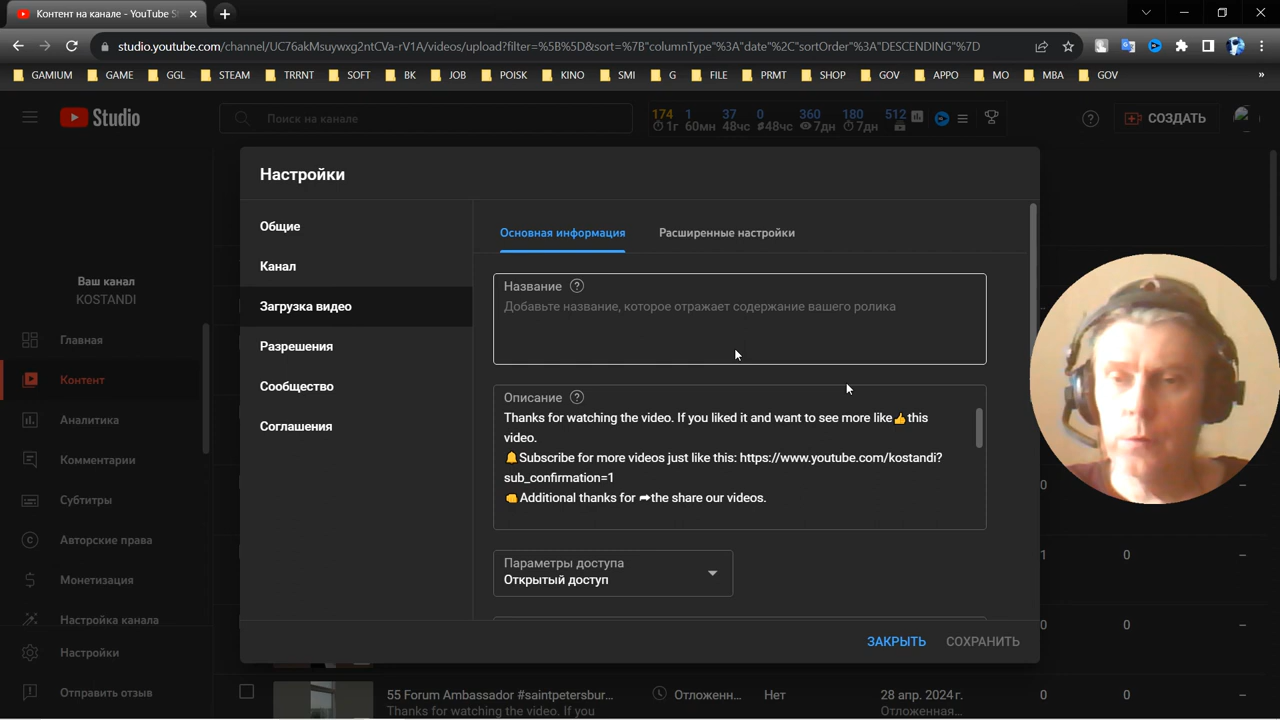 Контент на канале - YouTube S
studio.youtube.com/channel/UC76akMsuywxg2ntCVa-rV1A/videos/upload?filter=%5B%5D&sort=%7B"columnType"%3A"date"%2C"sortOrder"%3A"DESCENDING"%7D
GAMIUM GAME GGL STEAM TRRNT SOFT BK JOB POISK KINO SMI G FILE PRMT SHOP GOV APPO MO MBA GOV »
Studio
Поиск на канале
174 1 37 0 360 180 512
1г 60мн 48чс 48чс 7дн 7дн
СОЗДАТЬ
Настройки
Общие
Канал
Загрузка видео
Разрешения
Сообщество
Соглашения
Основная информация Расширенные настройки
Название
Добавьте название, которое отражает содержание вашего ролика
Описание
Thanks for watching the video. If you liked it and want to see more like👍this
video.
🔔Subscribe for more videos just like this: https://www.youtube.com/kostandi?
sub_confirmation=1
👊Additional thanks for ➦the share our videos.
Параметры доступа
Открытый доступ
ЗАКРЫТЬ СОХРАНИТЬ
Ваш канал
KOSTANDI
Главная
Контент
Аналитика
Комментарии
Субтитры
Авторские права
Монетизация
Настройка канала
Настройки
Отправить отзыв
0 –
1 0 –
0 0 –
55 Forum Ambassador #saintpetersbur... Отложенн... Нет 28 апр. 2024 г. 0 0 –
Thanks for watching the video. If you Отложенная